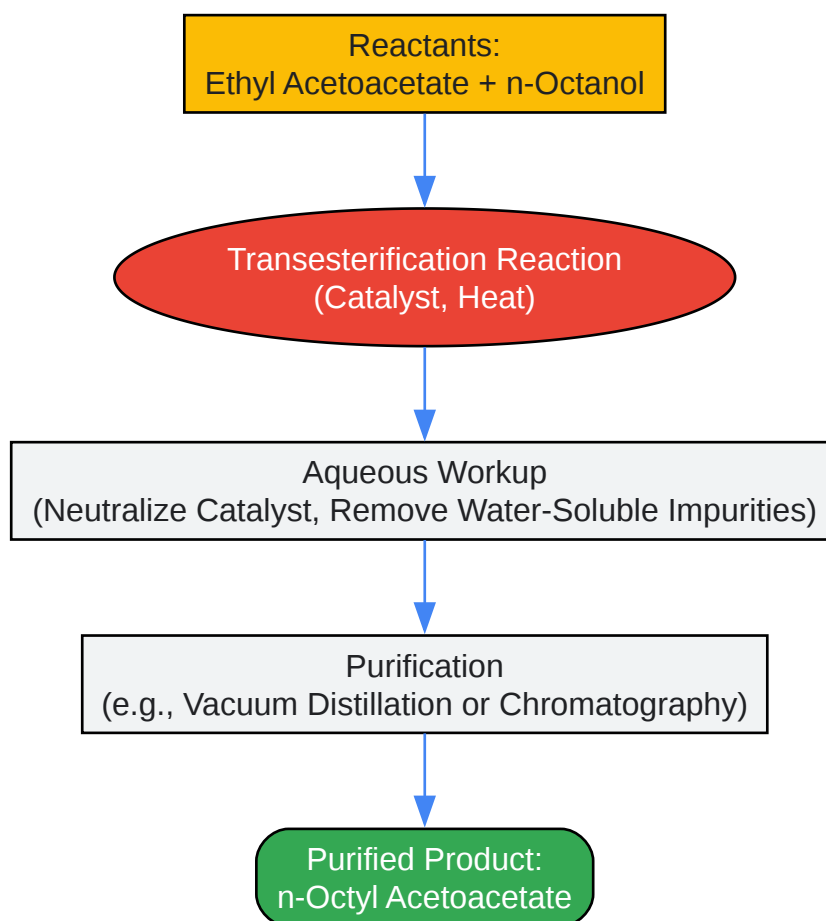 Reactants:
Ethyl Acetoacetate + n-Octanol
Transesterification Reaction
(Catalyst, Heat)
Aqueous Workup
(Neutralize Catalyst, Remove Water-Soluble Impurities)
Purification
(e.g., Vacuum Distillation or Chromatography)
Purified Product:
n-Octyl Acetoacetate